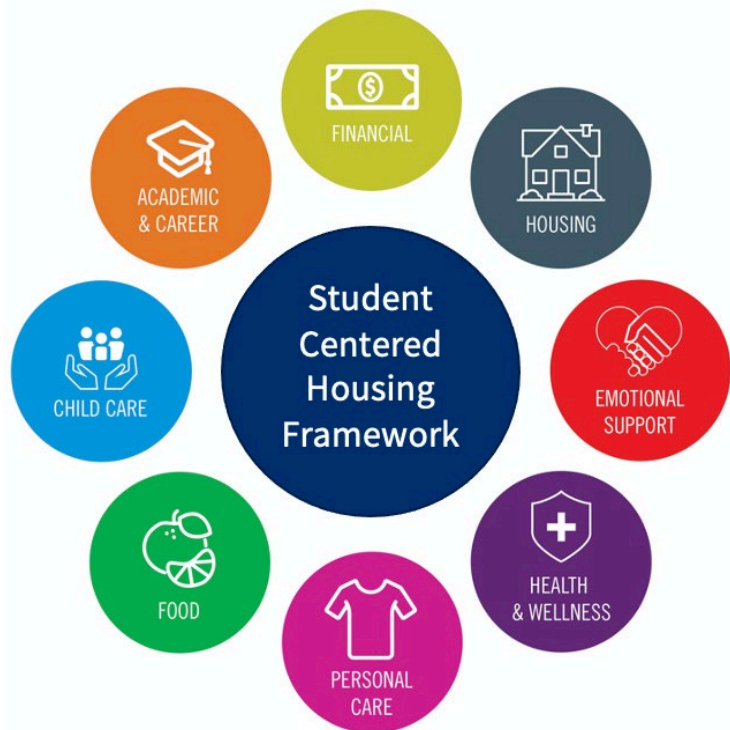 Student
Centered
Housing
Framework
FINANCIAL
HOUSING
EMOTIONAL
SUPPORT
HEALTH
& WELLNESS
PERSONAL
CARE
FOOD
CHILD CARE
ACADEMIC
& CAREER
$